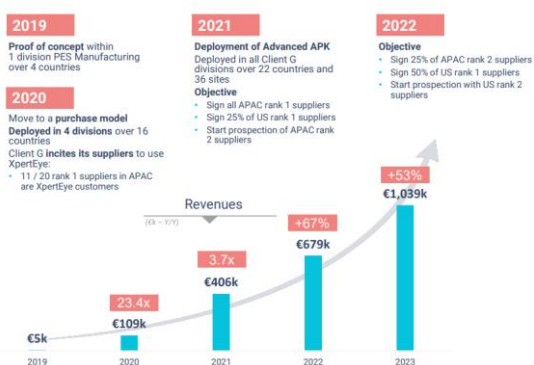 2019
Proof of concept within
1 division PES Manufacturing
over 4 countries
2020
Move to a purchase model
Deployed in 4 divisions over 16
countries
Client G incites its suppliers to use
XpertEye:
• 11 / 20 rank 1 suppliers in APAC
are XpertEye customers
2021
Deployment of Advanced APK
Deployed in all Client G
divisions over 22 countries and
36 sites
Objective
• Sign all APAC rank 1 suppliers
• Sign 25% of US rank 1 suppliers
• Start prospection of APAC rank
2 suppliers
2022
Objective
• Sign 25% of APAC rank 2 suppliers
• Sign 50% of US rank 1 suppliers
• Start prospection with US rank 2
suppliers
Revenues
(€k – Y/Y)
€5k
23.4x
€109k
3.7x
€406k
+67%
€679k
+53%
€1,039k
2019
2020
2021
2022
2023